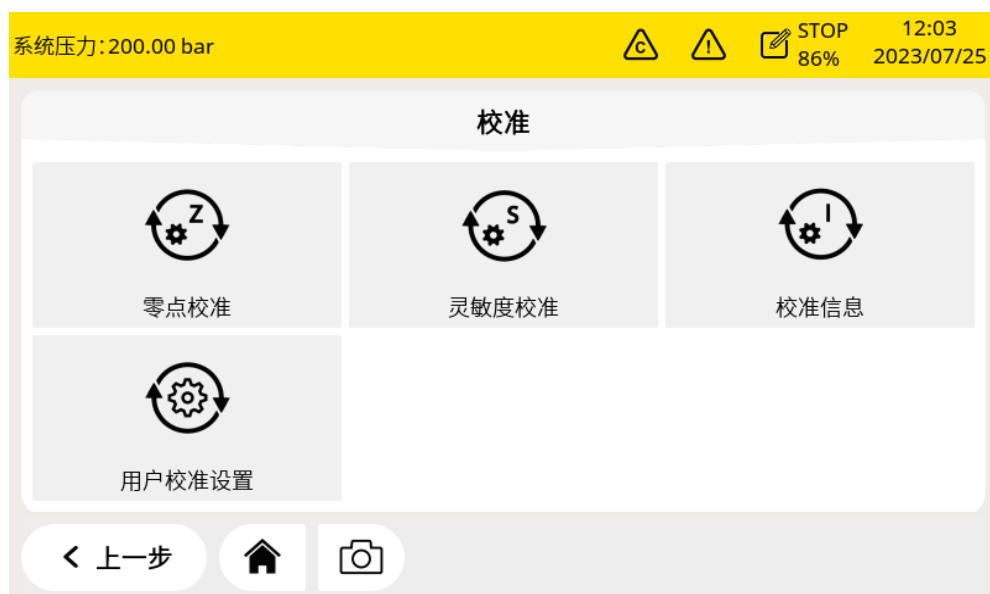 系统压力:200.00 bar
C
!
STOP
86%
12:03
2023/07/25
校准
Z
S
I
零点校准
灵敏度校准
校准信息
用户校准设置
上一步